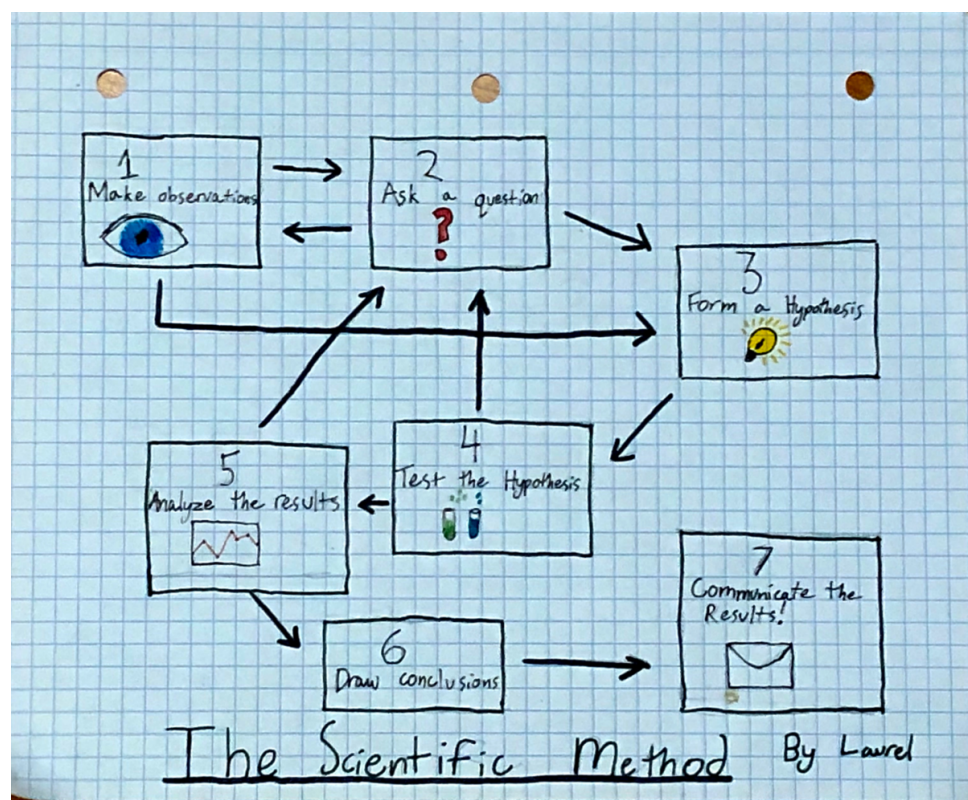 1
Make observations
2
Ask a question
?
3
Form a Hypothesis
4
Test the Hypothesis
5
Analyze the results
6
Draw conclusions
7
Communicate the
Results!
The Scientific Method
By Laurel